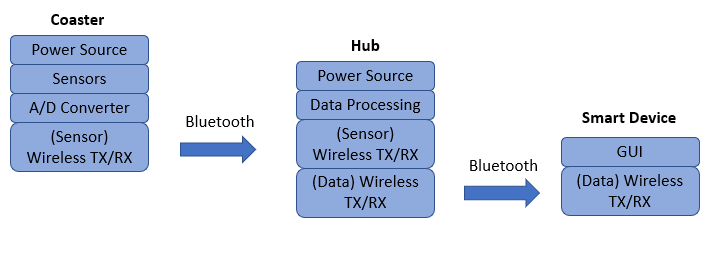 Coaster
Power Source
Sensors
A/D Converter
(Sensor)
Wireless TX/RX
Bluetooth
Hub
Power Source
Data Processing
(Sensor)
Wireless TX/RX
(Data) Wireless
TX/RX
Bluetooth
Smart Device
GUI
(Data) Wireless
TX/RX